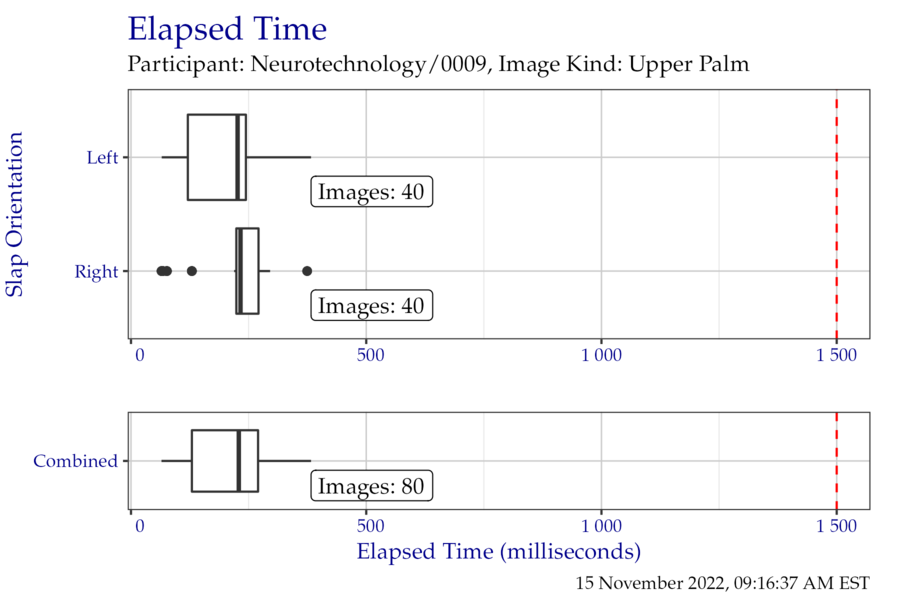 Elapsed Time
Participant: Neurotechnology/0009, Image Kind: Upper Palm
Slap Orientation
Left
Images: 40
Right
Images: 40
0 500 1 000 1 500
Combined
Images: 80
0 500 1 000 1 500
Elapsed Time (milliseconds)
15 November 2022, 09:16:37 AM EST